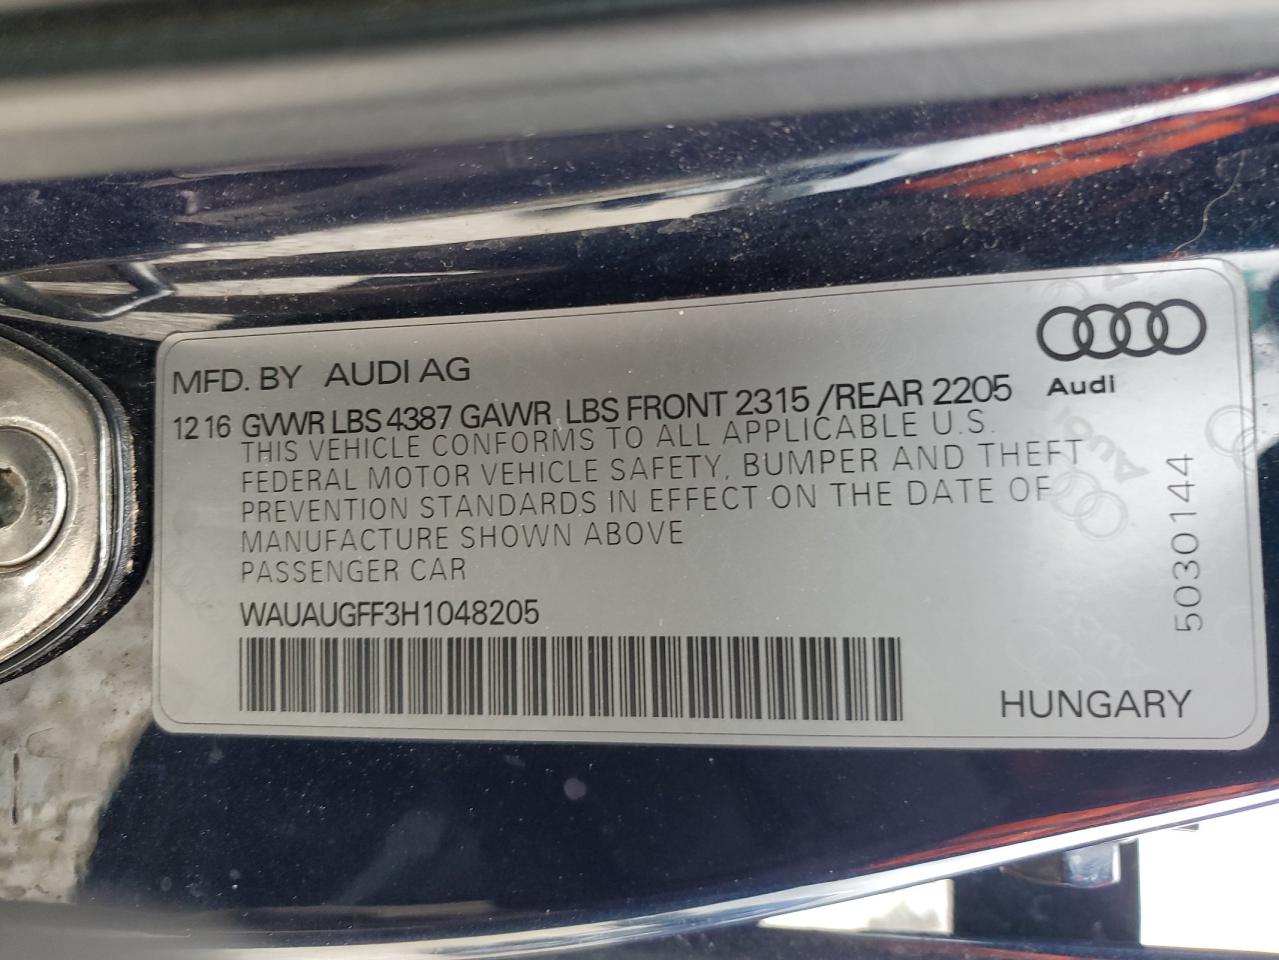 MFD. BY AUDI AG
12 16 GVWR LBS 4387 GAWR LBS FRONT 2315 /REAR 2205
THIS VEHICLE CONFORMS TO ALL APPLICABLE U.S.
FEDERAL MOTOR VEHICLE SAFETY, BUMPER AND THEFT
PREVENTION STANDARDS IN EFFECT ON THE DATE OF
MANUFACTURE SHOWN ABOVE
PASSENGER CAR
WAUAUGFF3H1048205
Audi
5030144
HUNGARY
Audi
Audi